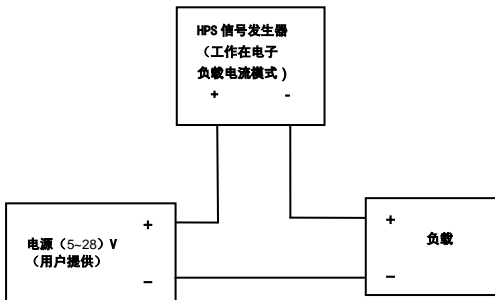 HPS 信号发生器
（工作在电子
负载电流模式）
+ -
+
电源（5~28）V
（用户提供）
−
+
负载
−